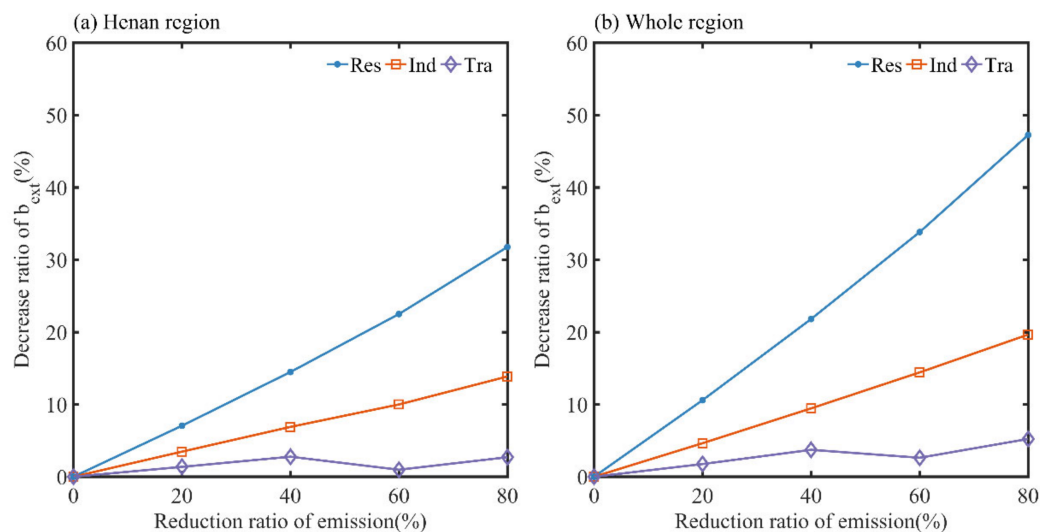 (a) Henan region
60
50
40
30
20
10
0
Decrease ratio of b_ext(%)
Res Ind Tra
0 20 40 60 80
Reduction ratio of emission(%)
(b) Whole region
60
50
40
30
20
10
0
Decrease ratio of b_ext(%)
Res Ind Tra
0 20 40 60 80
Reduction ratio of emission(%)